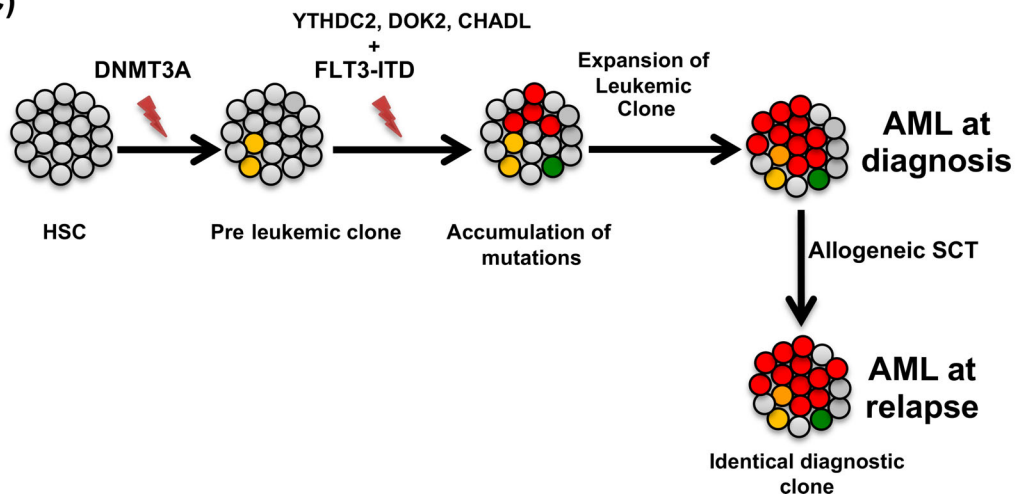 YTHDC2, DOK2, CHADL
+
FLT3-ITD
DNMT3A
Expansion of
Leukemic
Clone
AML at
diagnosis
HSC
Pre leukemic clone
Accumulation of
mutations
Allogeneic SCT
AML at
relapse
Identical diagnostic
clone